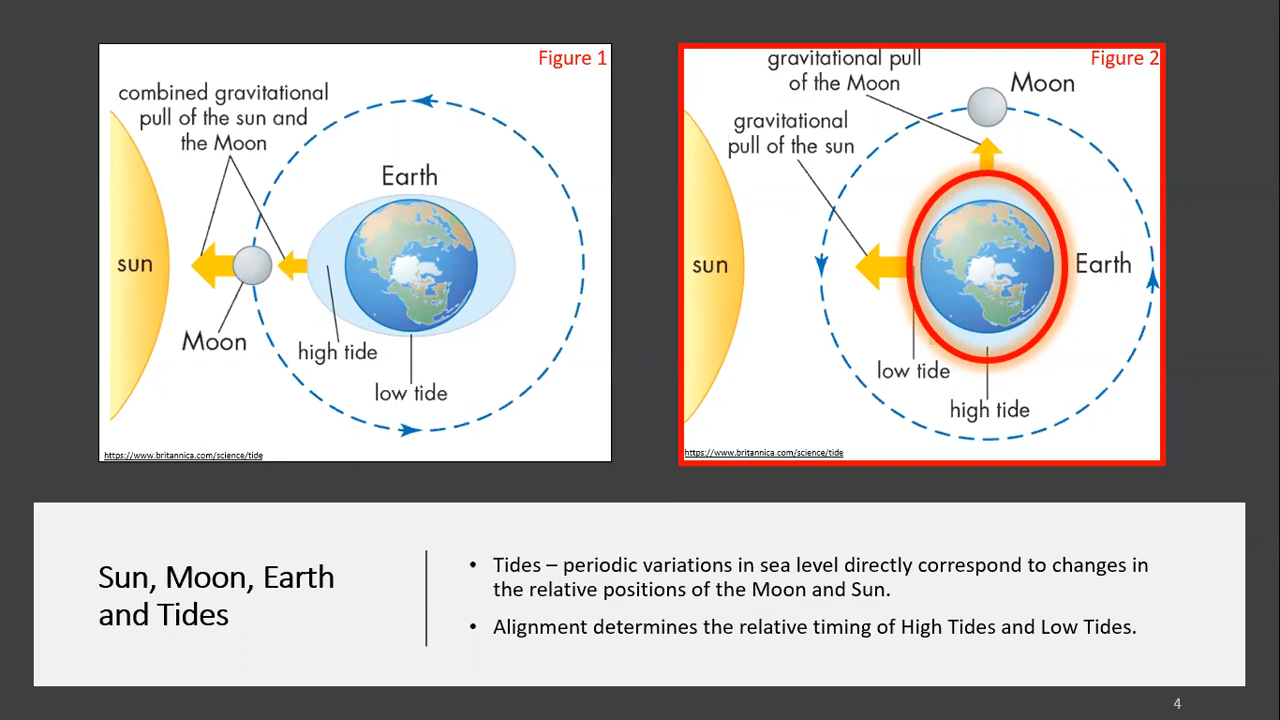 Figure 1
combined gravitational
pull of the sun and
the Moon
Earth
sun
Moon
high tide
low tide
https://www.britannica.com/science/tide
Figure 2
gravitational pull
of the Moon
Moon
gravitational
pull of the sun
sun
Earth
low tide
high tide
https://www.britannica.com/science/tide
Sun, Moon, Earth
and Tides
• Tides – periodic variations in sea level directly correspond to changes in
the relative positions of the Moon and Sun.
• Alignment determines the relative timing of High Tides and Low Tides.
4